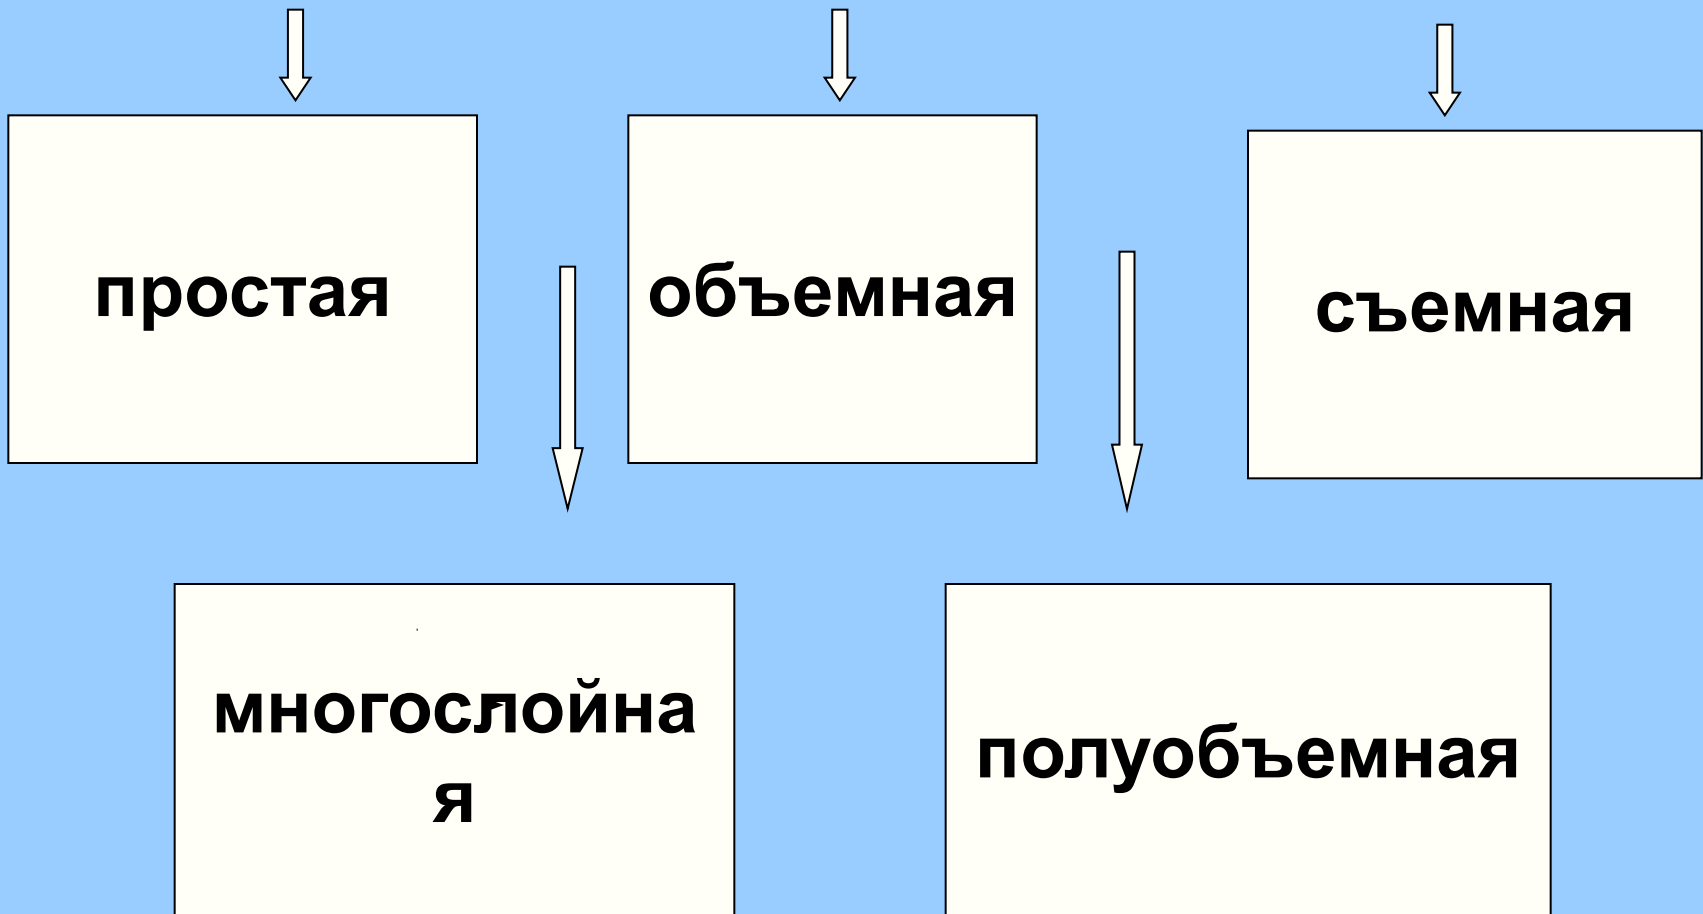 простая
объемная
съемная
многослойна
я
полуобъемная